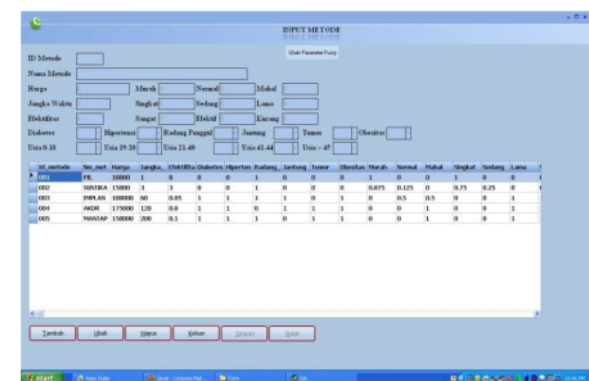 INPUT METODE
Ubah Parameter Fuzzy
ID Metode
Nama Metode
Harga Murah Normal Mahal
Jangka Waktu Singkat Sedang Lama
Efektifitas Sangat Efektif Kurang
Diabetes Hipertensi Radang Panggul Jantung Tumor Obesitas
Usia 0-18 Usia 19-20 Usia 21-40 Usia 41-44 Usia > 45
Id_metode Nm_met Harga Jangka_ Efektifita Diabetes Hiperten Radang_ Jantung Tumor Obesitas Murah Normal Mahal Singkat Sedang Lama
001 PIL 10000 1 0 0 0 1 0 0 0 1 0 0 1 0 0
002 SUNTIKA 15000 3 3 0 0 1 0 0 0 0.875 0.125 0 0.75 0.25 0
003 IMPLAN 100000 60 0.05 1 1 1 1 1 1 0 0.5 0.5 0 0 1
004 AKDR 175000 120 0.8 1 1 0 1 1 1 0 0 1 0 0 1
005 MANTAP 150000 200 0.1 1 1 1 0 1 1 0 0 1 0 0 1
Tambah Ubah Hapus Keluar Simpan Batal
start